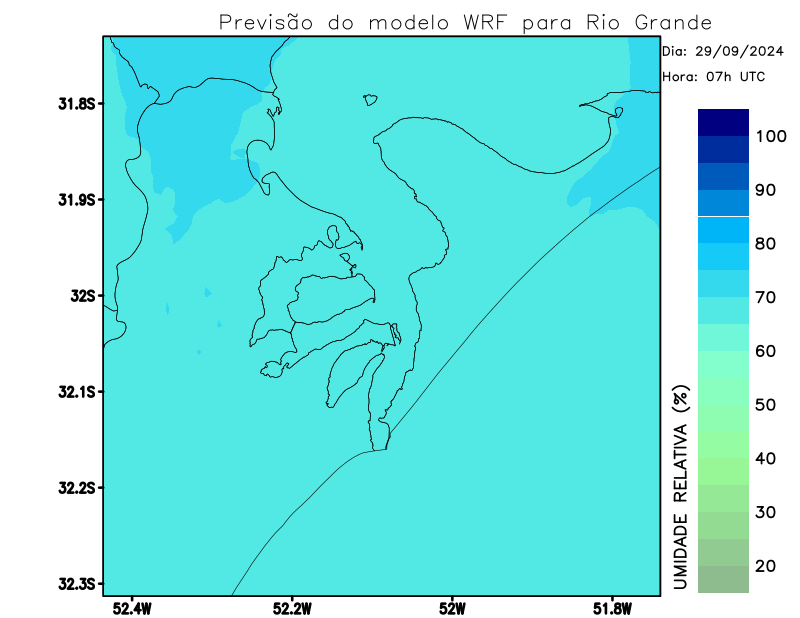 Previsão do modelo WRF para Rio Grande
Dia: 29/09/2024
Hora: 07h UTC
31.8S
31.9S
32S
32.1S
32.2S
32.3S
52.4W
52.2W
52W
51.8W
100
90
80
70
60
50
40
30
20
UMIDADE RELATIVA (%)